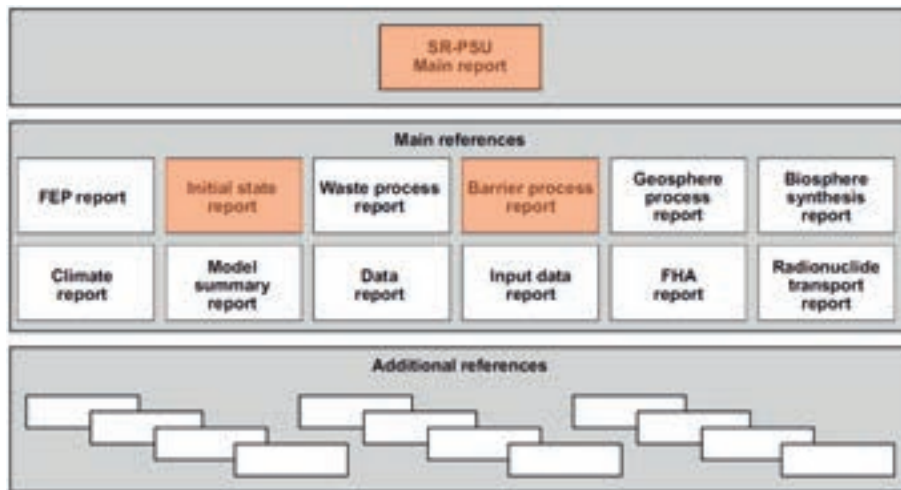 SR-PSU
Main report
Main references
FEP report
Initial state
report
Waste process
report
Barrier process
report
Geosphere
process
report
Biosphere
synthesis
report
Climate
report
Model
summary
report
Data
report
Input data
report
FHA
report
Radionuclide
transport
report
Additional references